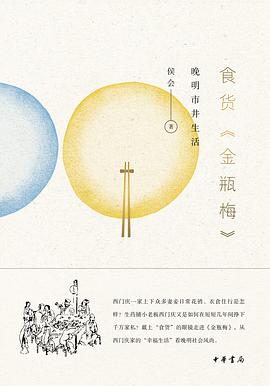 食货《金瓶梅》
晚明市井生活
侯会 著
西门庆一家上下众多妻妾日常花销、衣食住行是怎
样?生药铺小老板西门庆又是如何在短短几年间挣下
千万家私?戴上“食货”的眼镜走进《金瓶梅》,从
西门庆家的“幸福生活”看晚明社会风尚。
中华书局